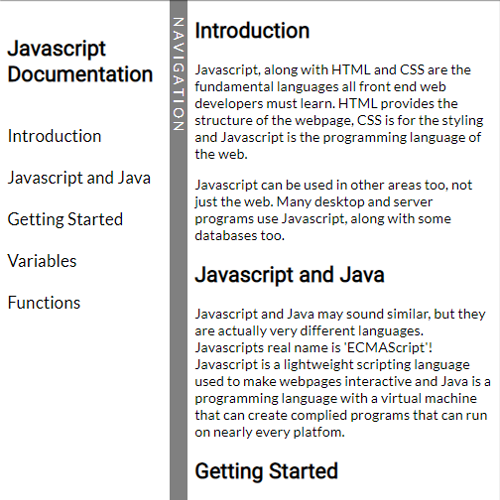 Javascript
Documentation
Introduction
Javascript and Java
Getting Started
Variables
Functions
NAVIGATION
Introduction
Javascript, along with HTML and CSS are the
fundamental languages all front end web
developers must learn. HTML provides the
structure of the webpage, CSS is for the styling
and Javascript is the programming language of
the web.
Javascript can be used in other areas too, not
just the web. Many desktop and server
programs use Javascript, along with some
databases too.
Javascript and Java
Javascript and Java may sound similar, but they
are actually very different languages.
Javascripts real name is 'ECMAScript'!
Javascript is a lightweight scripting language
used to make webpages interactive and Java is a
programming language with a virtual machine
that can create complied programs that can run
on nearly every platfom.
Getting Started